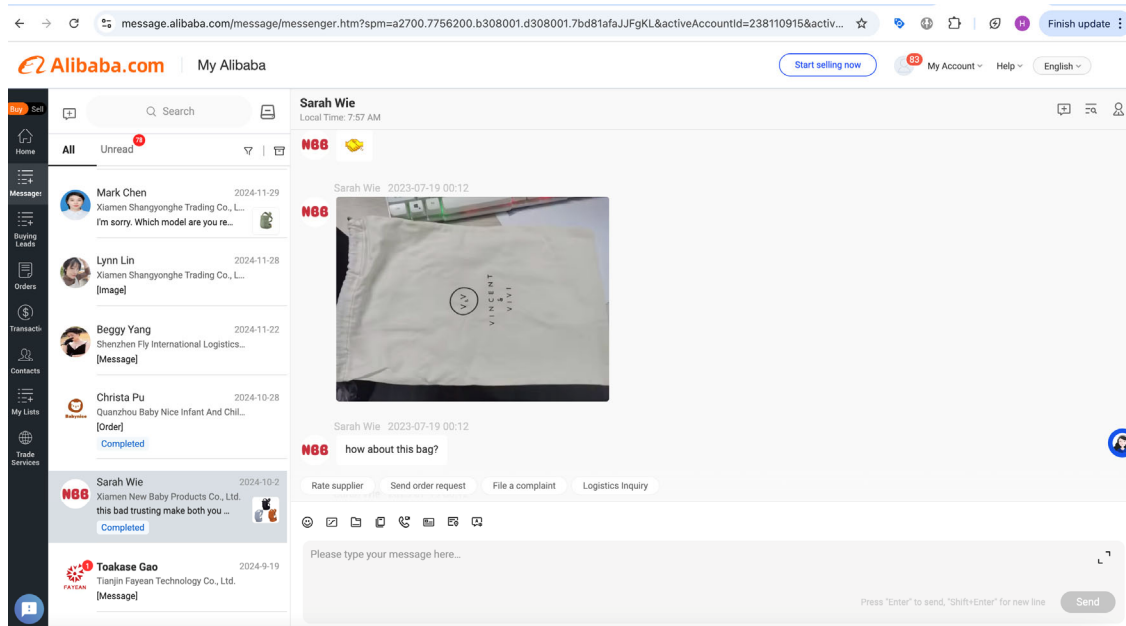 message.alibaba.com/message/messenger.htm?spm=a2700.7756200.b308001.d308001.7bd81afaJJFgKL&activeAccountId=238110915&activ...
H
Finish update
Alibaba.com
My Alibaba
Start selling now
83
My Account
Help
English
Buy
Sell
Home
Messages
Buying
Leads
Orders
Transacti
Contacts
My Lists
Trade
Services
Search
All
Unread
78
Mark Chen
2024-11-29
Xiamen Shangyonghe Trading Co., L...
I'm sorry. Which model are you re...
Lynn Lin
2024-11-28
Xiamen Shangyonghe Trading Co., L...
[Image]
Beggy Yang
2024-11-22
Shenzhen Fly International Logistics...
[Message]
Babynice
Christa Pu
2024-10-28
Quanzhou Baby Nice Infant And Chil...
[Order]
Completed
NBB
Sarah Wie
2024-10-2
Xiamen New Baby Products Co., Ltd.
this bad trusting make both you ...
Completed
FAYEAN
1
Toakase Gao
2024-9-19
Tianjin Fayean Technology Co., Ltd.
[Message]
Sarah Wie
Local Time: 7:57 AM
NBB
Sarah Wie 2023-07-19 00:12
NBB
V&V
VINCENT
&
VIVI
Sarah Wie 2023-07-19 00:12
NBB
how about this bag?
Rate supplier
Send order request
File a complaint
Logistics Inquiry
Please type your message here...
Press "Enter" to send, "Shift+Enter" for new line
Send